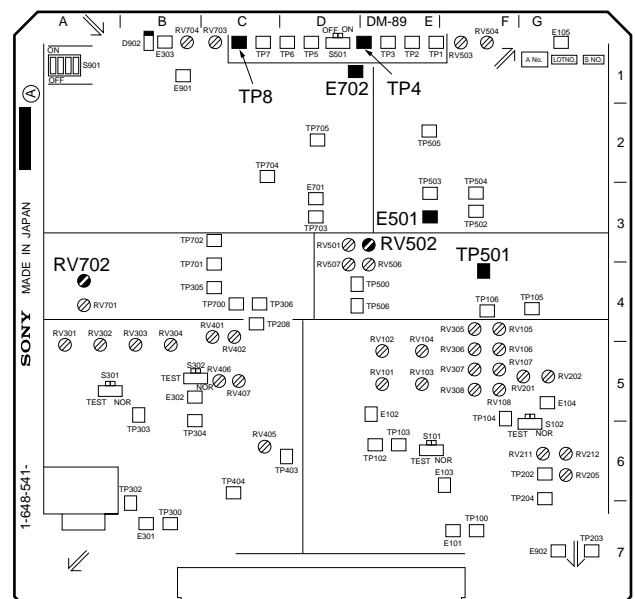 A B C D DM-89 E F G
RV704 RV703 OFF ON RV504 E105
D902 E303 TP7 TP6 TP5 S501 TP3 TP2 TP1 RV503
ON
S901
OFF
A No. LOTNO, S NO,
E901 TP8 E702 TP4 1
A
TP705 TP505 2
TP704
E701 TP503 TP504
TP703 E501 TP502 3
TP702 RV501 RV502
RV702 TP701 RV507 RV506 TP501
TP305 TP500
RV701 TP700 TP306 TP506 TP106 TP105 4
TP208
RV301 RV302 RV303 RV304 RV401 RV402 RV102 RV104 RV305 RV105
RV306 RV106
S301 S302 RV406 RV101 RV103 RV307 RV107 RV202 5
TEST NOR TEST NOR RV407 RV308 RV201
E302 RV108 E104
TP303 TP304 E102 TP104 S102
TEST NOR
RV405 TP103 S101 RV211 RV212
TP403 TP102 TEST NOR TP202 RV205 6
TP404 E103 TP204
TP302 TP300 TP100
E301 E101 E902 TP203 7
SONY MADE IN JAPAN
1-648-541-